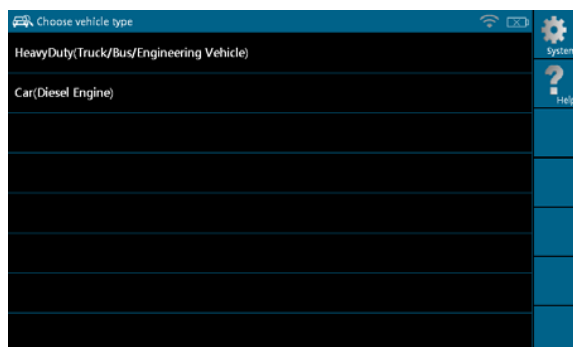 Choose vehicle type
HeavyDuty(Truck/Bus/Engineering Vehicle)
Car(Diesel Engine)
System
Help